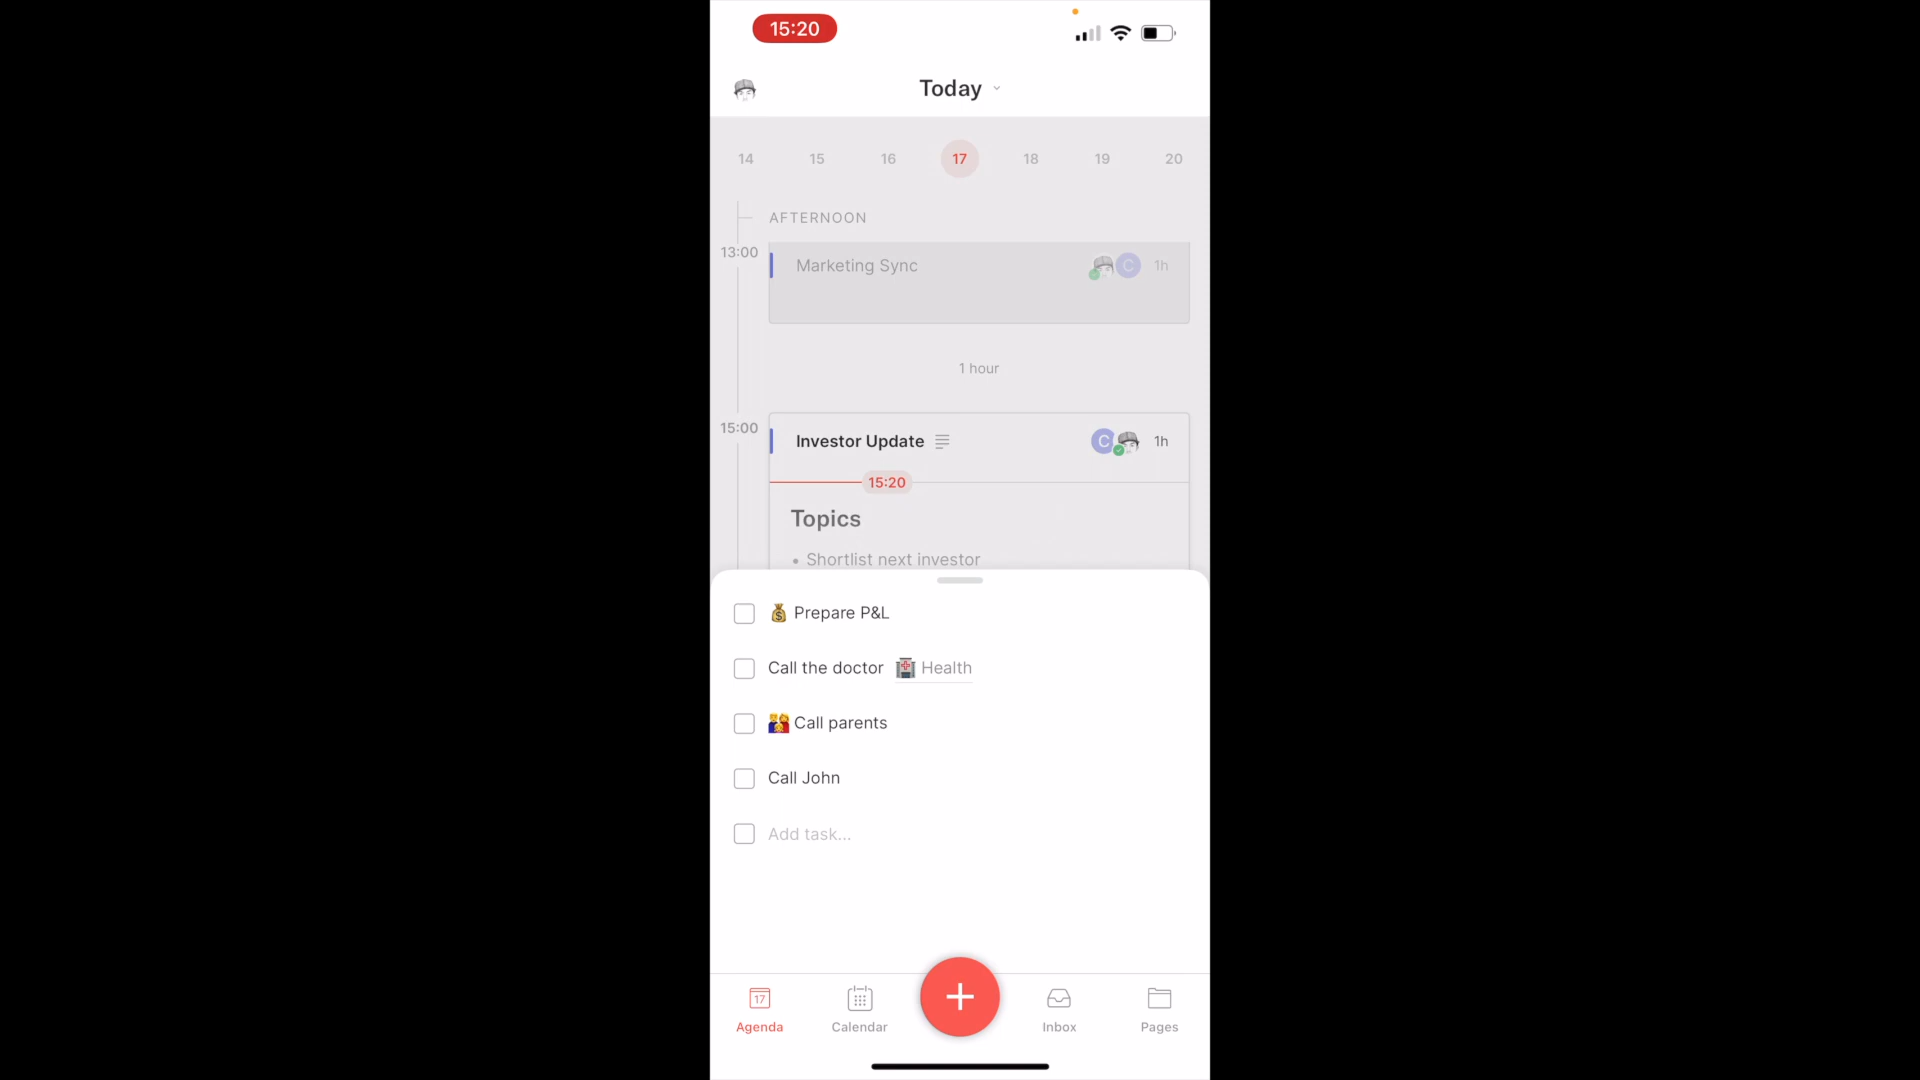 15:20
Today
14 15 16 17 18 19 20
AFTERNOON
13:00
Marketing Sync C 1h
1 hour
15:00
Investor Update C 1h
15:20
Topics
• Shortlist next investor
💰 Prepare P&L
Call the doctor 🏥 Health
👨‍👩‍👧 Call parents
Call John
Add task...
17
Agenda Calendar Inbox Pages